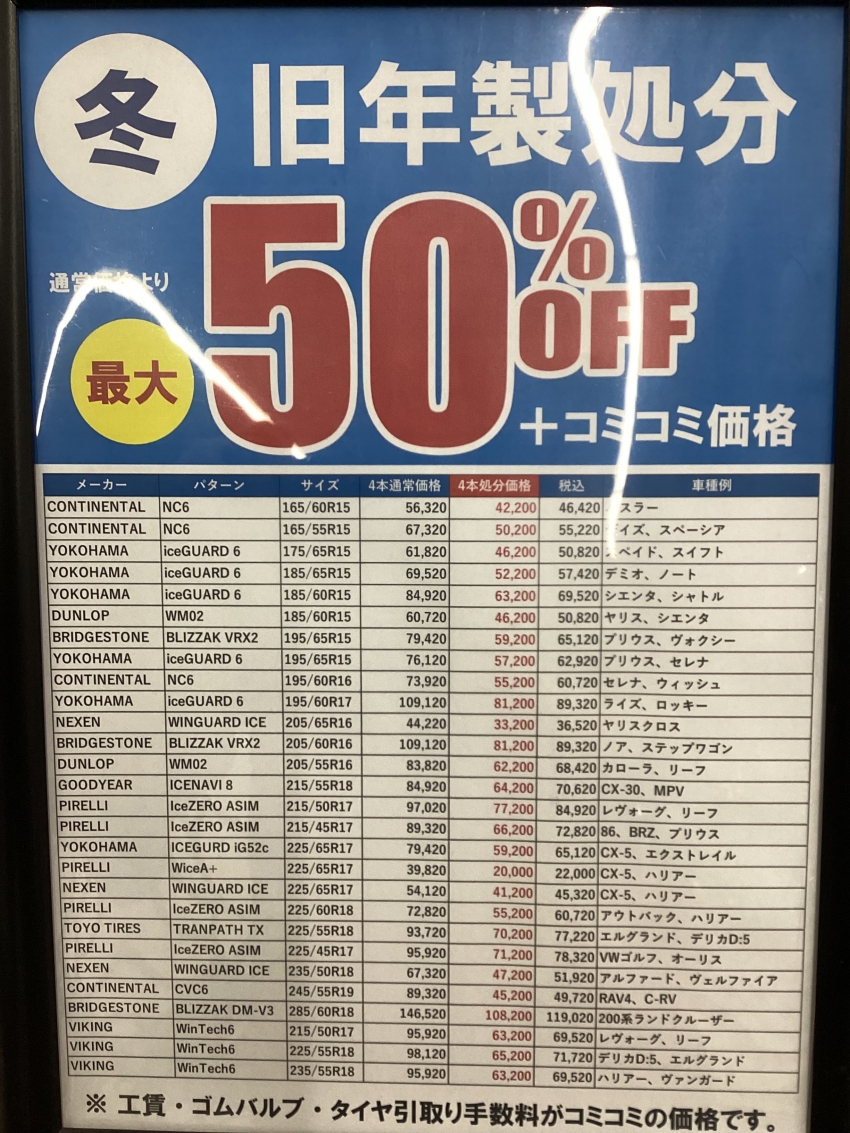 冬
旧年製処分
通常価格より
最大
50%OFF
+コミコミ価格
メーカー パターン サイズ 4本通常価格 4本処分価格 税込 車種例
CONTINENTAL NC6 165/60R15 56,320 42,200 46,420 スラー
CONTINENTAL NC6 165/55R15 67,320 50,200 55,220 イズ、スペーシア
YOKOHAMA iceGUARD 6 175/65R15 61,820 46,200 50,820 スペイド、スイフト
YOKOHAMA iceGUARD 6 185/65R15 69,520 52,200 57,420 デミオ、ノート
YOKOHAMA iceGUARD 6 185/60R15 84,920 63,200 69,520 シエンタ、シャトル
DUNLOP WM02 185/60R15 60,720 46,200 50,820 ヤリス、シエンタ
BRIDGESTONE BLIZZAK VRX2 195/65R15 79,420 59,200 65,120 プリウス、ヴォクシー
YOKOHAMA iceGUARD 6 195/65R15 76,120 57,200 62,920 プリウス、セレナ
CONTINENTAL NC6 195/60R16 73,920 55,200 60,720 セレナ、ウィッシュ
YOKOHAMA iceGUARD 6 195/60R17 109,120 81,200 89,320 ライズ、ロッキー
NEXEN WINGUARD ICE 205/65R16 44,220 33,200 36,520 ヤリスクロス
BRIDGESTONE BLIZZAK VRX2 205/60R16 109,120 81,200 89,320 ノア、ステップワゴン
DUNLOP WM02 205/55R16 83,820 62,200 68,420 カローラ、リーフ
GOODYEAR ICENAVI 8 215/55R18 84,920 64,200 70,620 CX-30、MPV
PIRELLI IceZERO ASIM 215/50R17 97,020 77,200 84,920 レヴォーグ、リーフ
PIRELLI IceZERO ASIM 215/45R17 89,320 66,200 72,820 86、BRZ、プリウス
YOKOHAMA ICEGURD iG52c 225/65R17 79,420 59,200 65,120 CX-5、エクストレイル
PIRELLI WiceA+ 225/65R17 39,820 20,000 22,000 CX-5、ハリアー
NEXEN WINGUARD ICE 225/65R17 54,120 41,200 45,320 CX-5、ハリアー
PIRELLI IceZERO ASIM 225/60R18 72,820 55,200 60,720 アウトバック、ハリアー
TOYO TIRES TRANPATH TX 225/55R18 93,720 70,200 77,220 エルグランド、デリカD:5
PIRELLI IceZERO ASIM 225/45R17 95,920 71,200 78,320 VWゴルフ、オーリス
NEXEN WINGUARD ICE 235/50R18 67,320 47,200 51,920 アルファード、ヴェルファイア
CONTINENTAL CVC6 245/55R19 89,320 45,200 49,720 RAV4、C-RV
BRIDGESTONE BLIZZAK DM-V3 285/60R18 146,520 108,200 119,020 200系ランドクルーザー
VIKING WinTech6 215/50R17 95,920 63,200 69,520 レヴォーグ、リーフ
VIKING WinTech6 225/55R18 98,120 65,200 71,720 デリカD:5、エルグランド
VIKING WinTech6 235/55R18 95,920 63,200 69,520 ハリアー、ヴァンガード
※ 工賃・ゴムバルブ・タイヤ引取り手数料がコミコミの価格です。